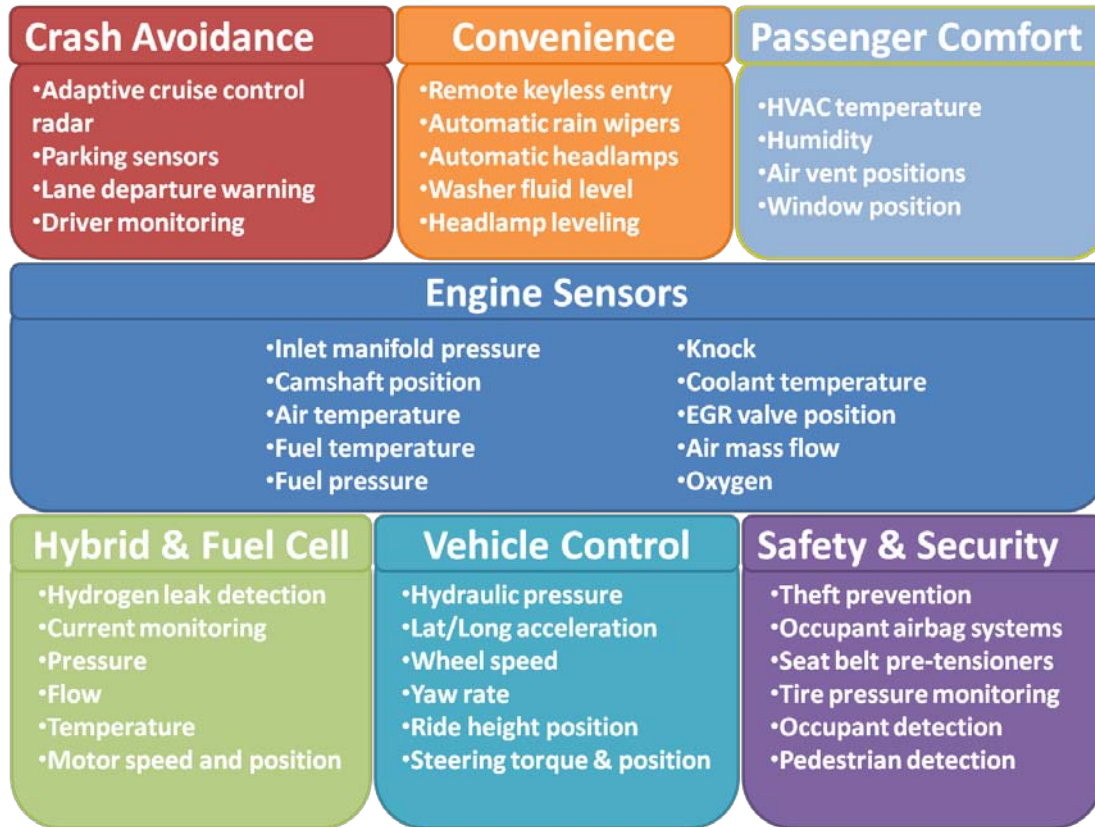 Crash Avoidance
•Adaptive cruise control
radar
•Parking sensors
•Lane departure warning
•Driver monitoring
Convenience
•Remote keyless entry
•Automatic rain wipers
•Automatic headlamps
•Washer fluid level
•Headlamp leveling
Passenger Comfort
•HVAC temperature
•Humidity
•Air vent positions
•Window position
Engine Sensors
•Inlet manifold pressure
•Camshaft position
•Air temperature
•Fuel temperature
•Fuel pressure
•Knock
•Coolant temperature
•EGR valve position
•Air mass flow
•Oxygen
Hybrid & Fuel Cell
•Hydrogen leak detection
•Current monitoring
•Pressure
•Flow
•Temperature
•Motor speed and position
Vehicle Control
•Hydraulic pressure
•Lat/Long acceleration
•Wheel speed
•Yaw rate
•Ride height position
•Steering torque & position
Safety & Security
•Theft prevention
•Occupant airbag systems
•Seat belt pre-tensioners
•Tire pressure monitoring
•Occupant detection
•Pedestrian detection